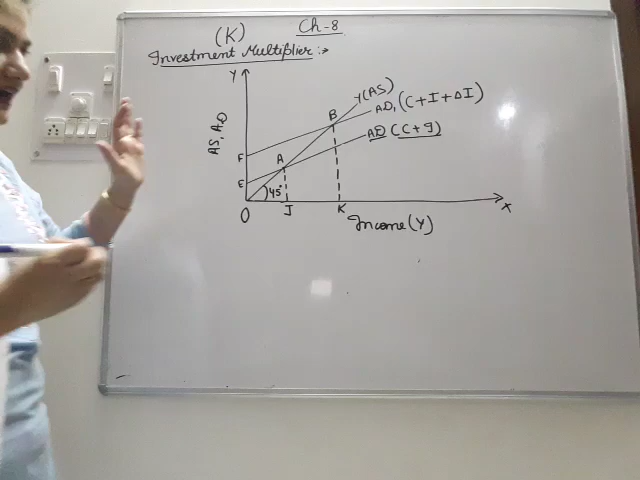 (K) Ch-8
Investment Multiplier :→
Y
Y(AS)
AD₁ (C+I+ΔI)
B
AS, AD
AD (C+I)
F
A
E
45°
O J K X
Income (Y)